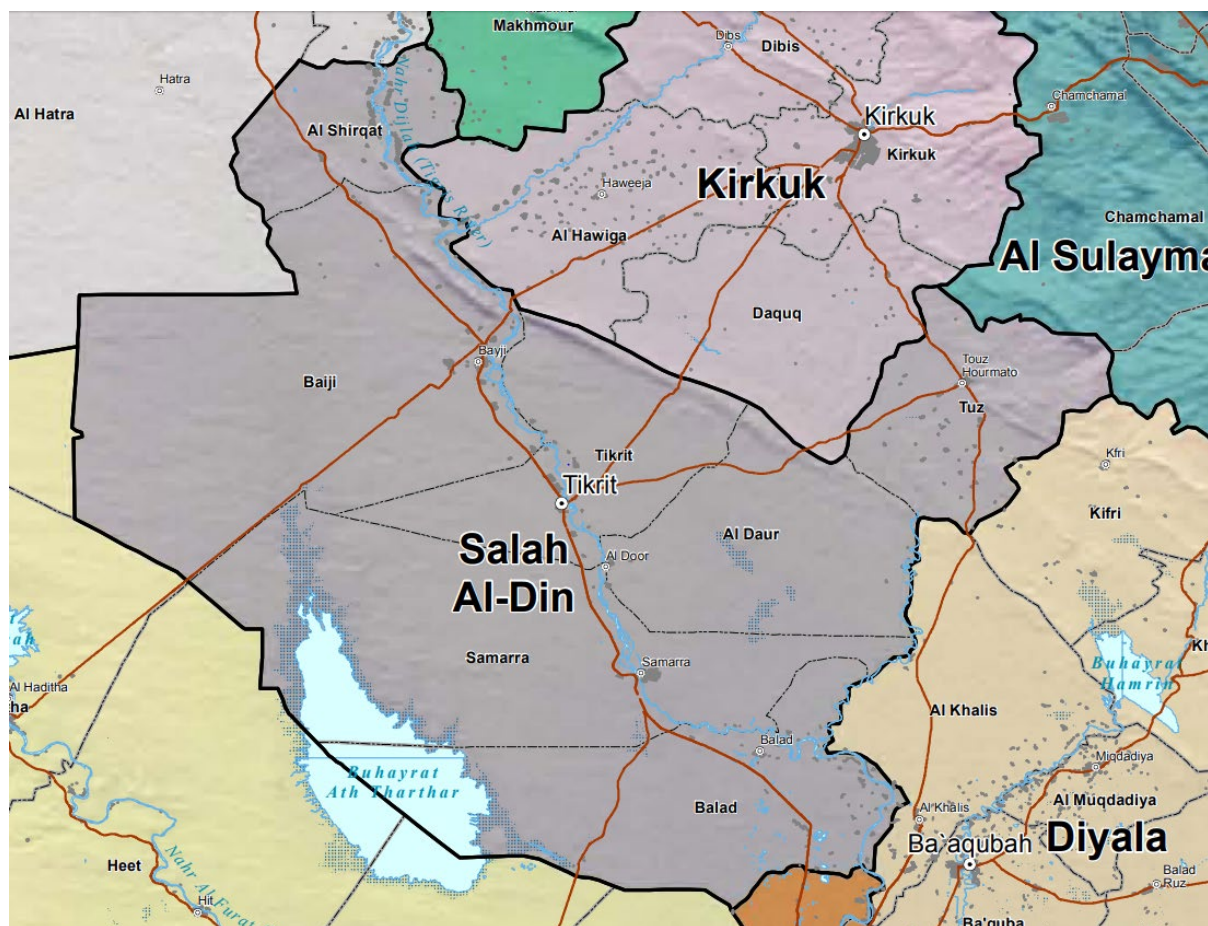 Makhmour
Dibs
Dibis
Hatra
Al Hatra
Nahr Dijlah (Tigris River)
Al Shirqat
Chamchamal
Kirkuk
Kirkuk
Kirkuk
Haweeja
Al Hawiga
Chamchamal
Al Sulayma
Daquq
Bayji
Baiji
Touz
Hourmato
Tuz
Tikrit
Tikrit
Kfri
Kifri
Salah
Al-Din
Al Daur
Al Door
Samarra
Samarra
Buhayrat
Hamrin
Kh
ah
Al Haditha
tha
Al Khalis
Balad
Miqdadiya
Buhayrat
Ath Tharthar
Balad
Al Khalis
Al Muqdadiya
Ba`aqubah
Diyala
Heet
Nahr Al Furat
Hit
Balad
Ruz
Ba'quba